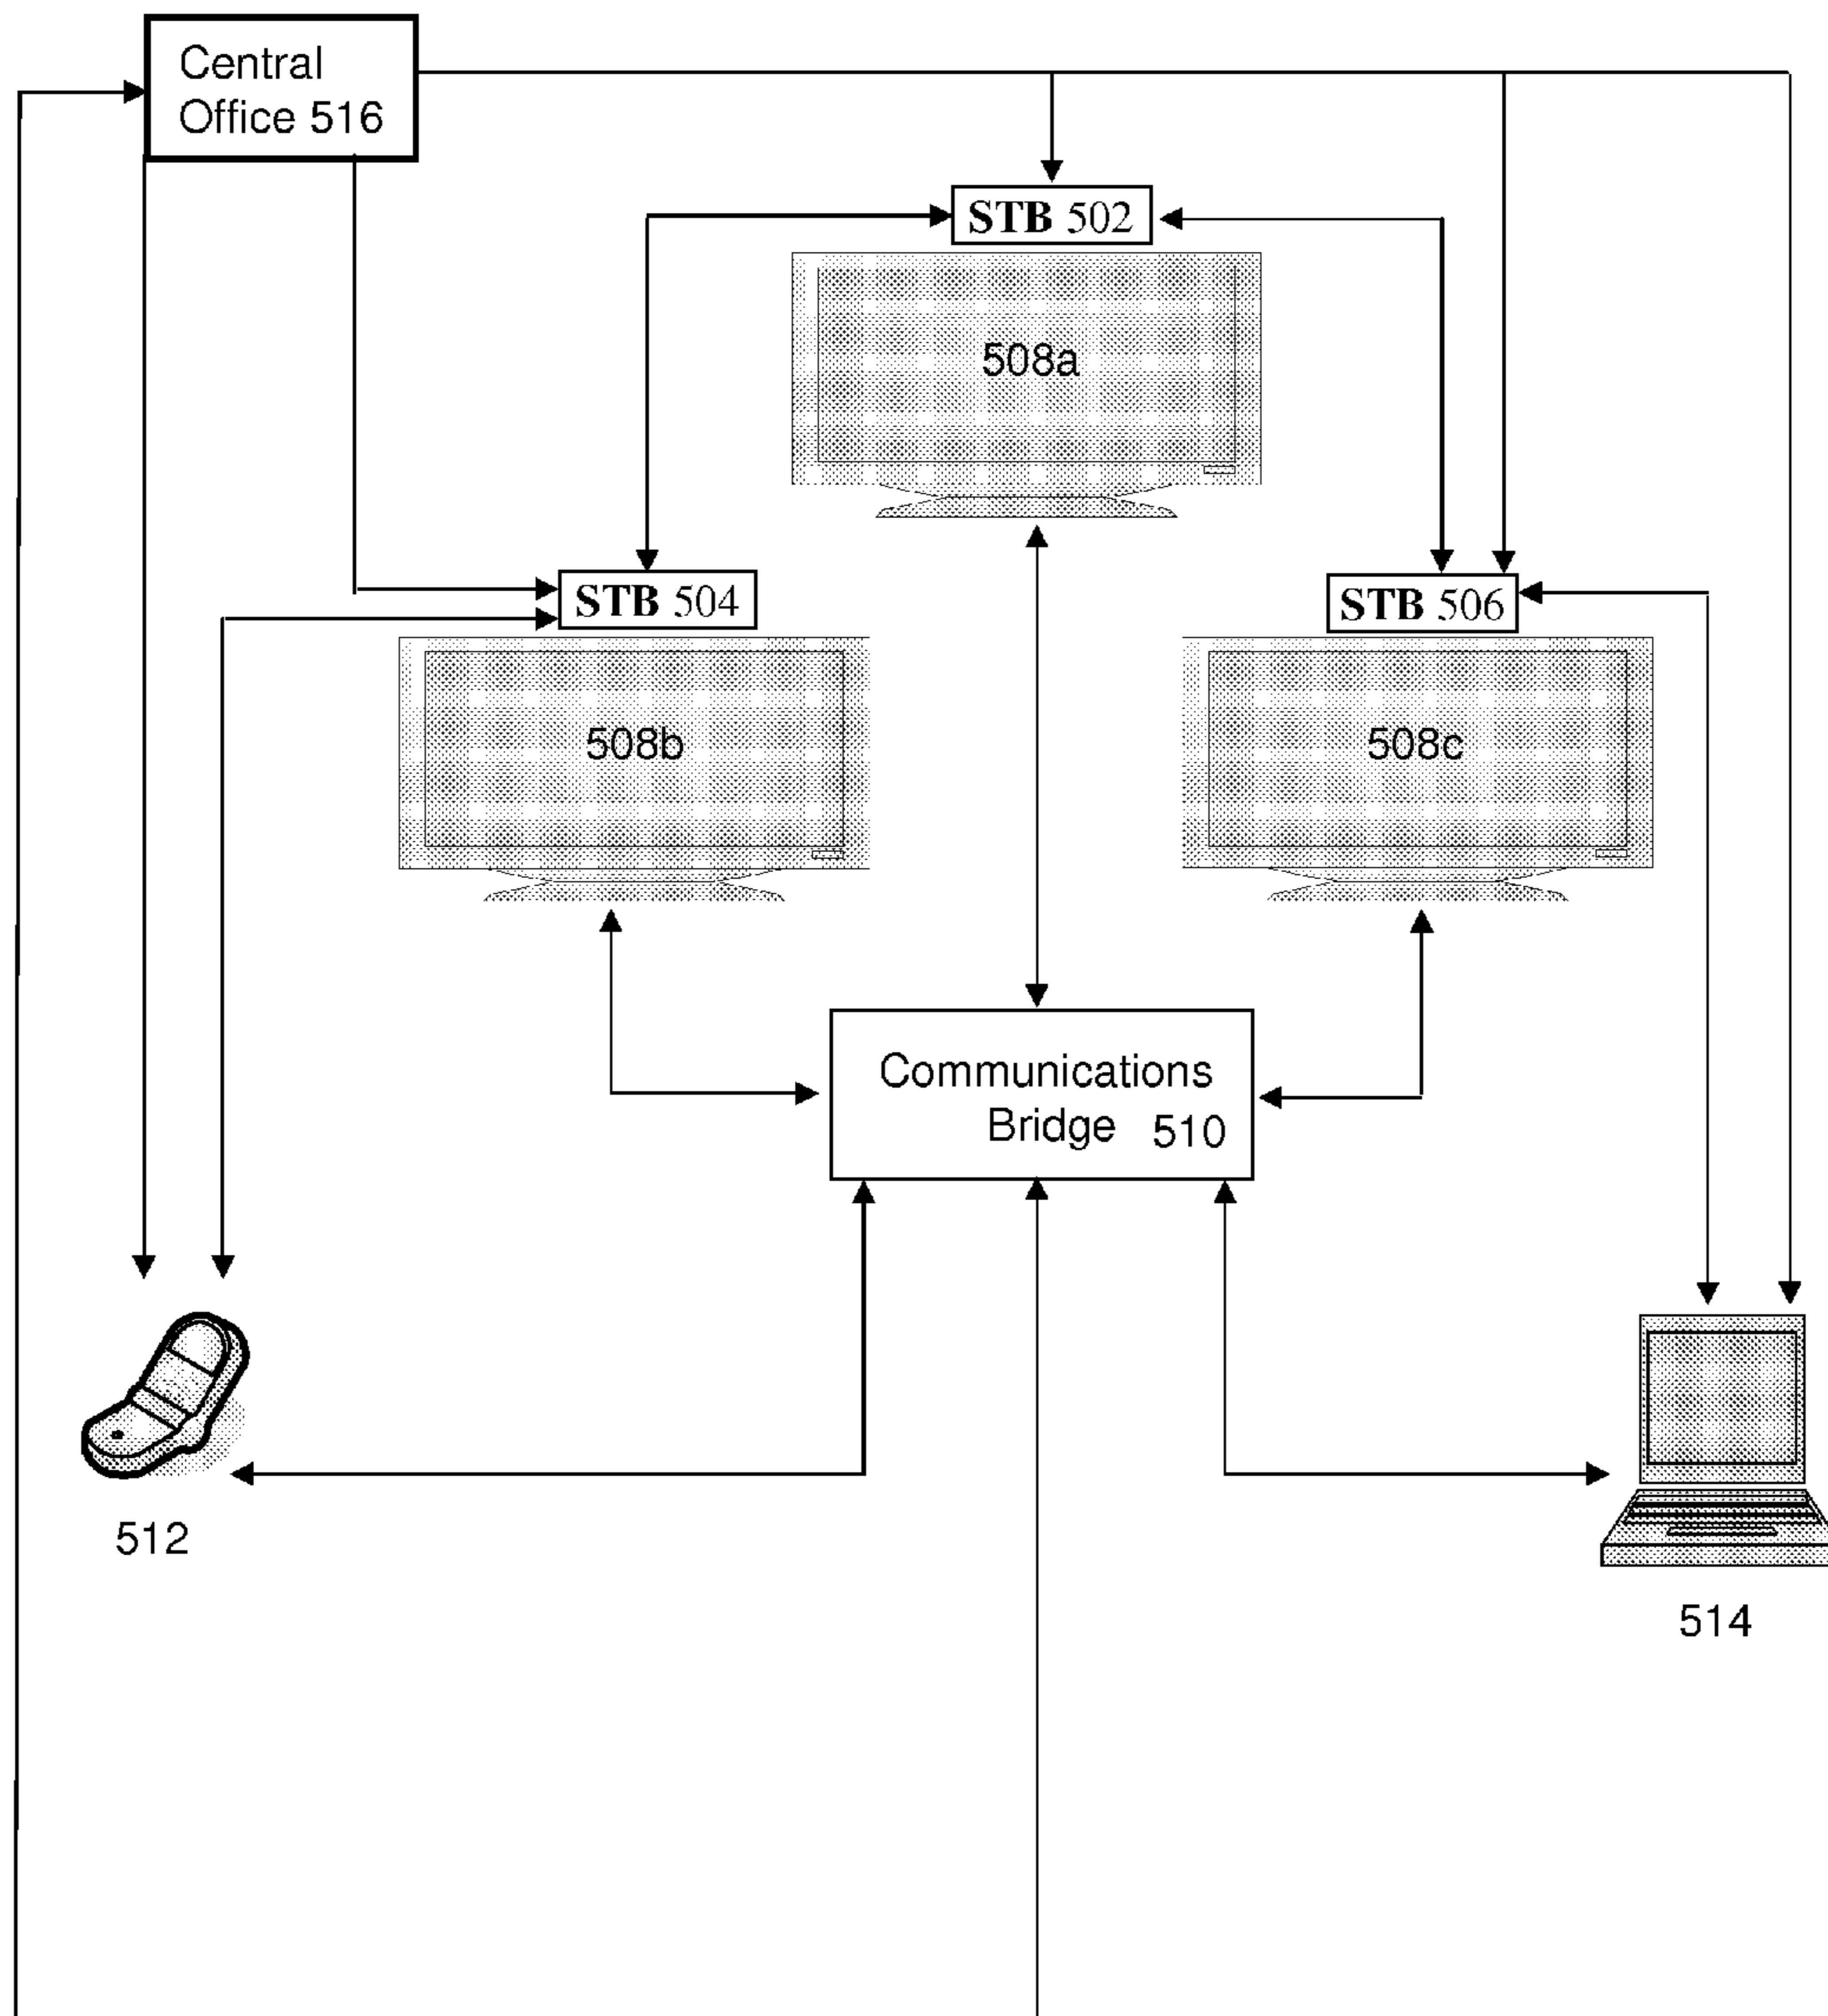 Central
Office 516
STB 502
508a
STB 504
STB 506
508b
508c
Communications
Bridge 510
512
514